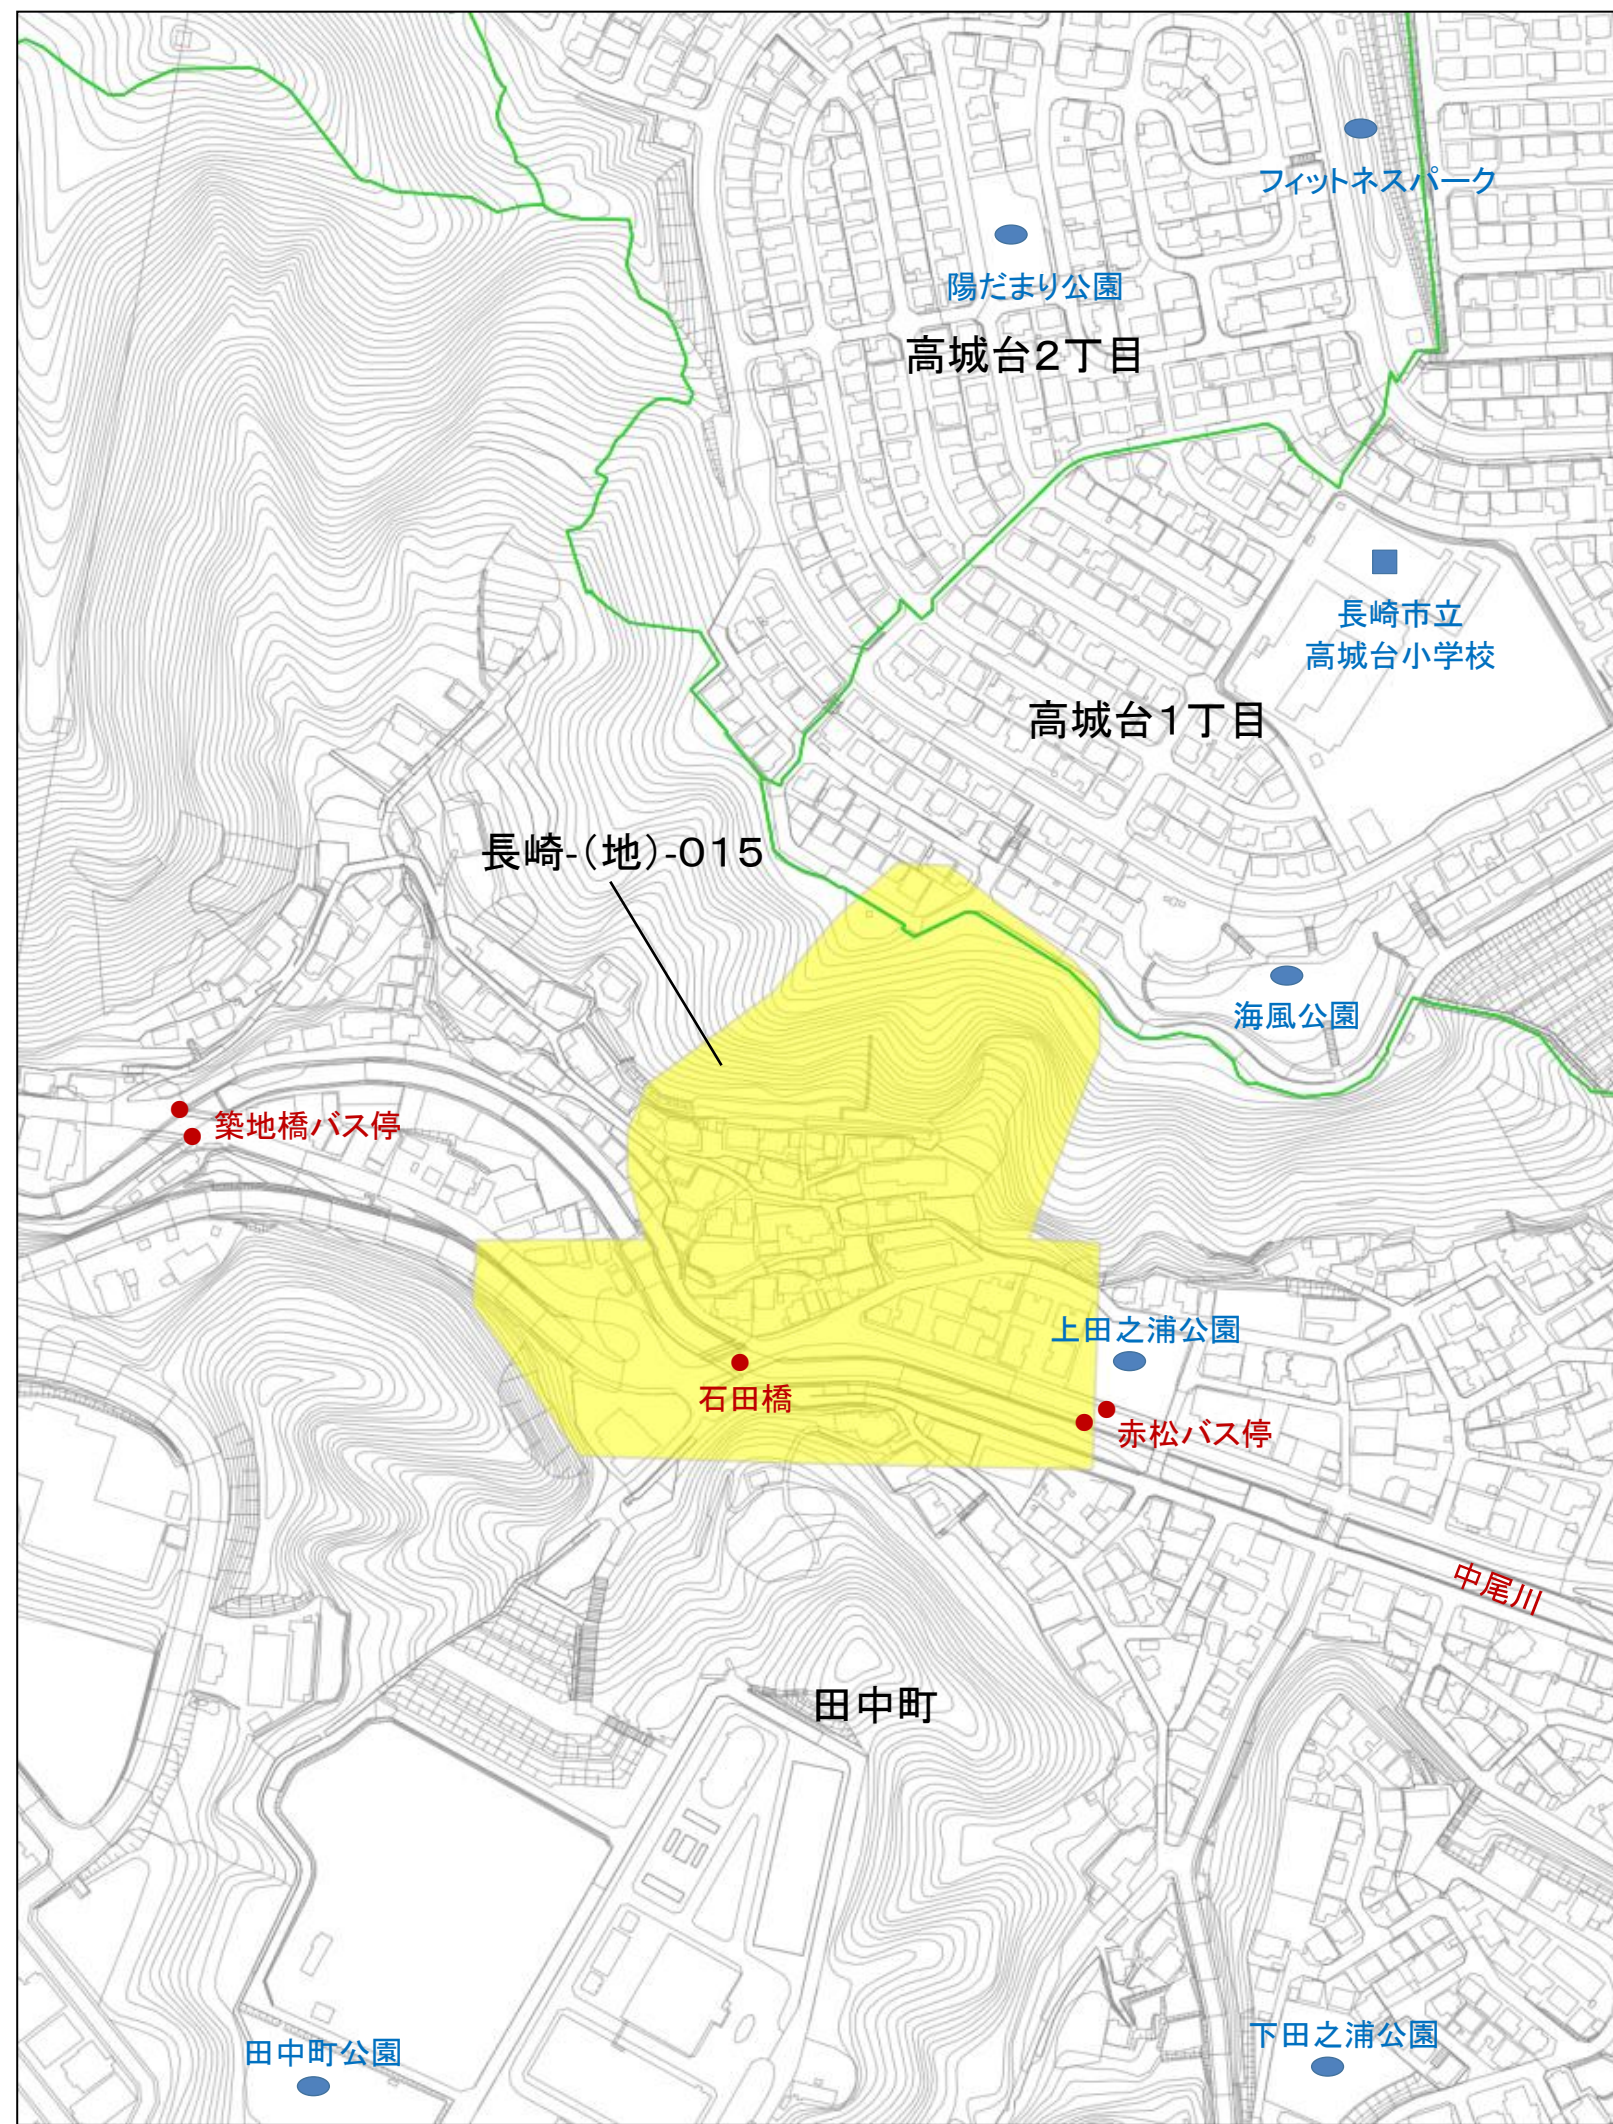 フィットネスパーク
陽だまり公園
高城台2丁目
長崎市立
高城台小学校
高城台1丁目
長崎-(地)-015
海風公園
築地橋バス停
上田之浦公園
石田橋
赤松バス停
中尾川
田中町
下田之浦公園
田中町公園